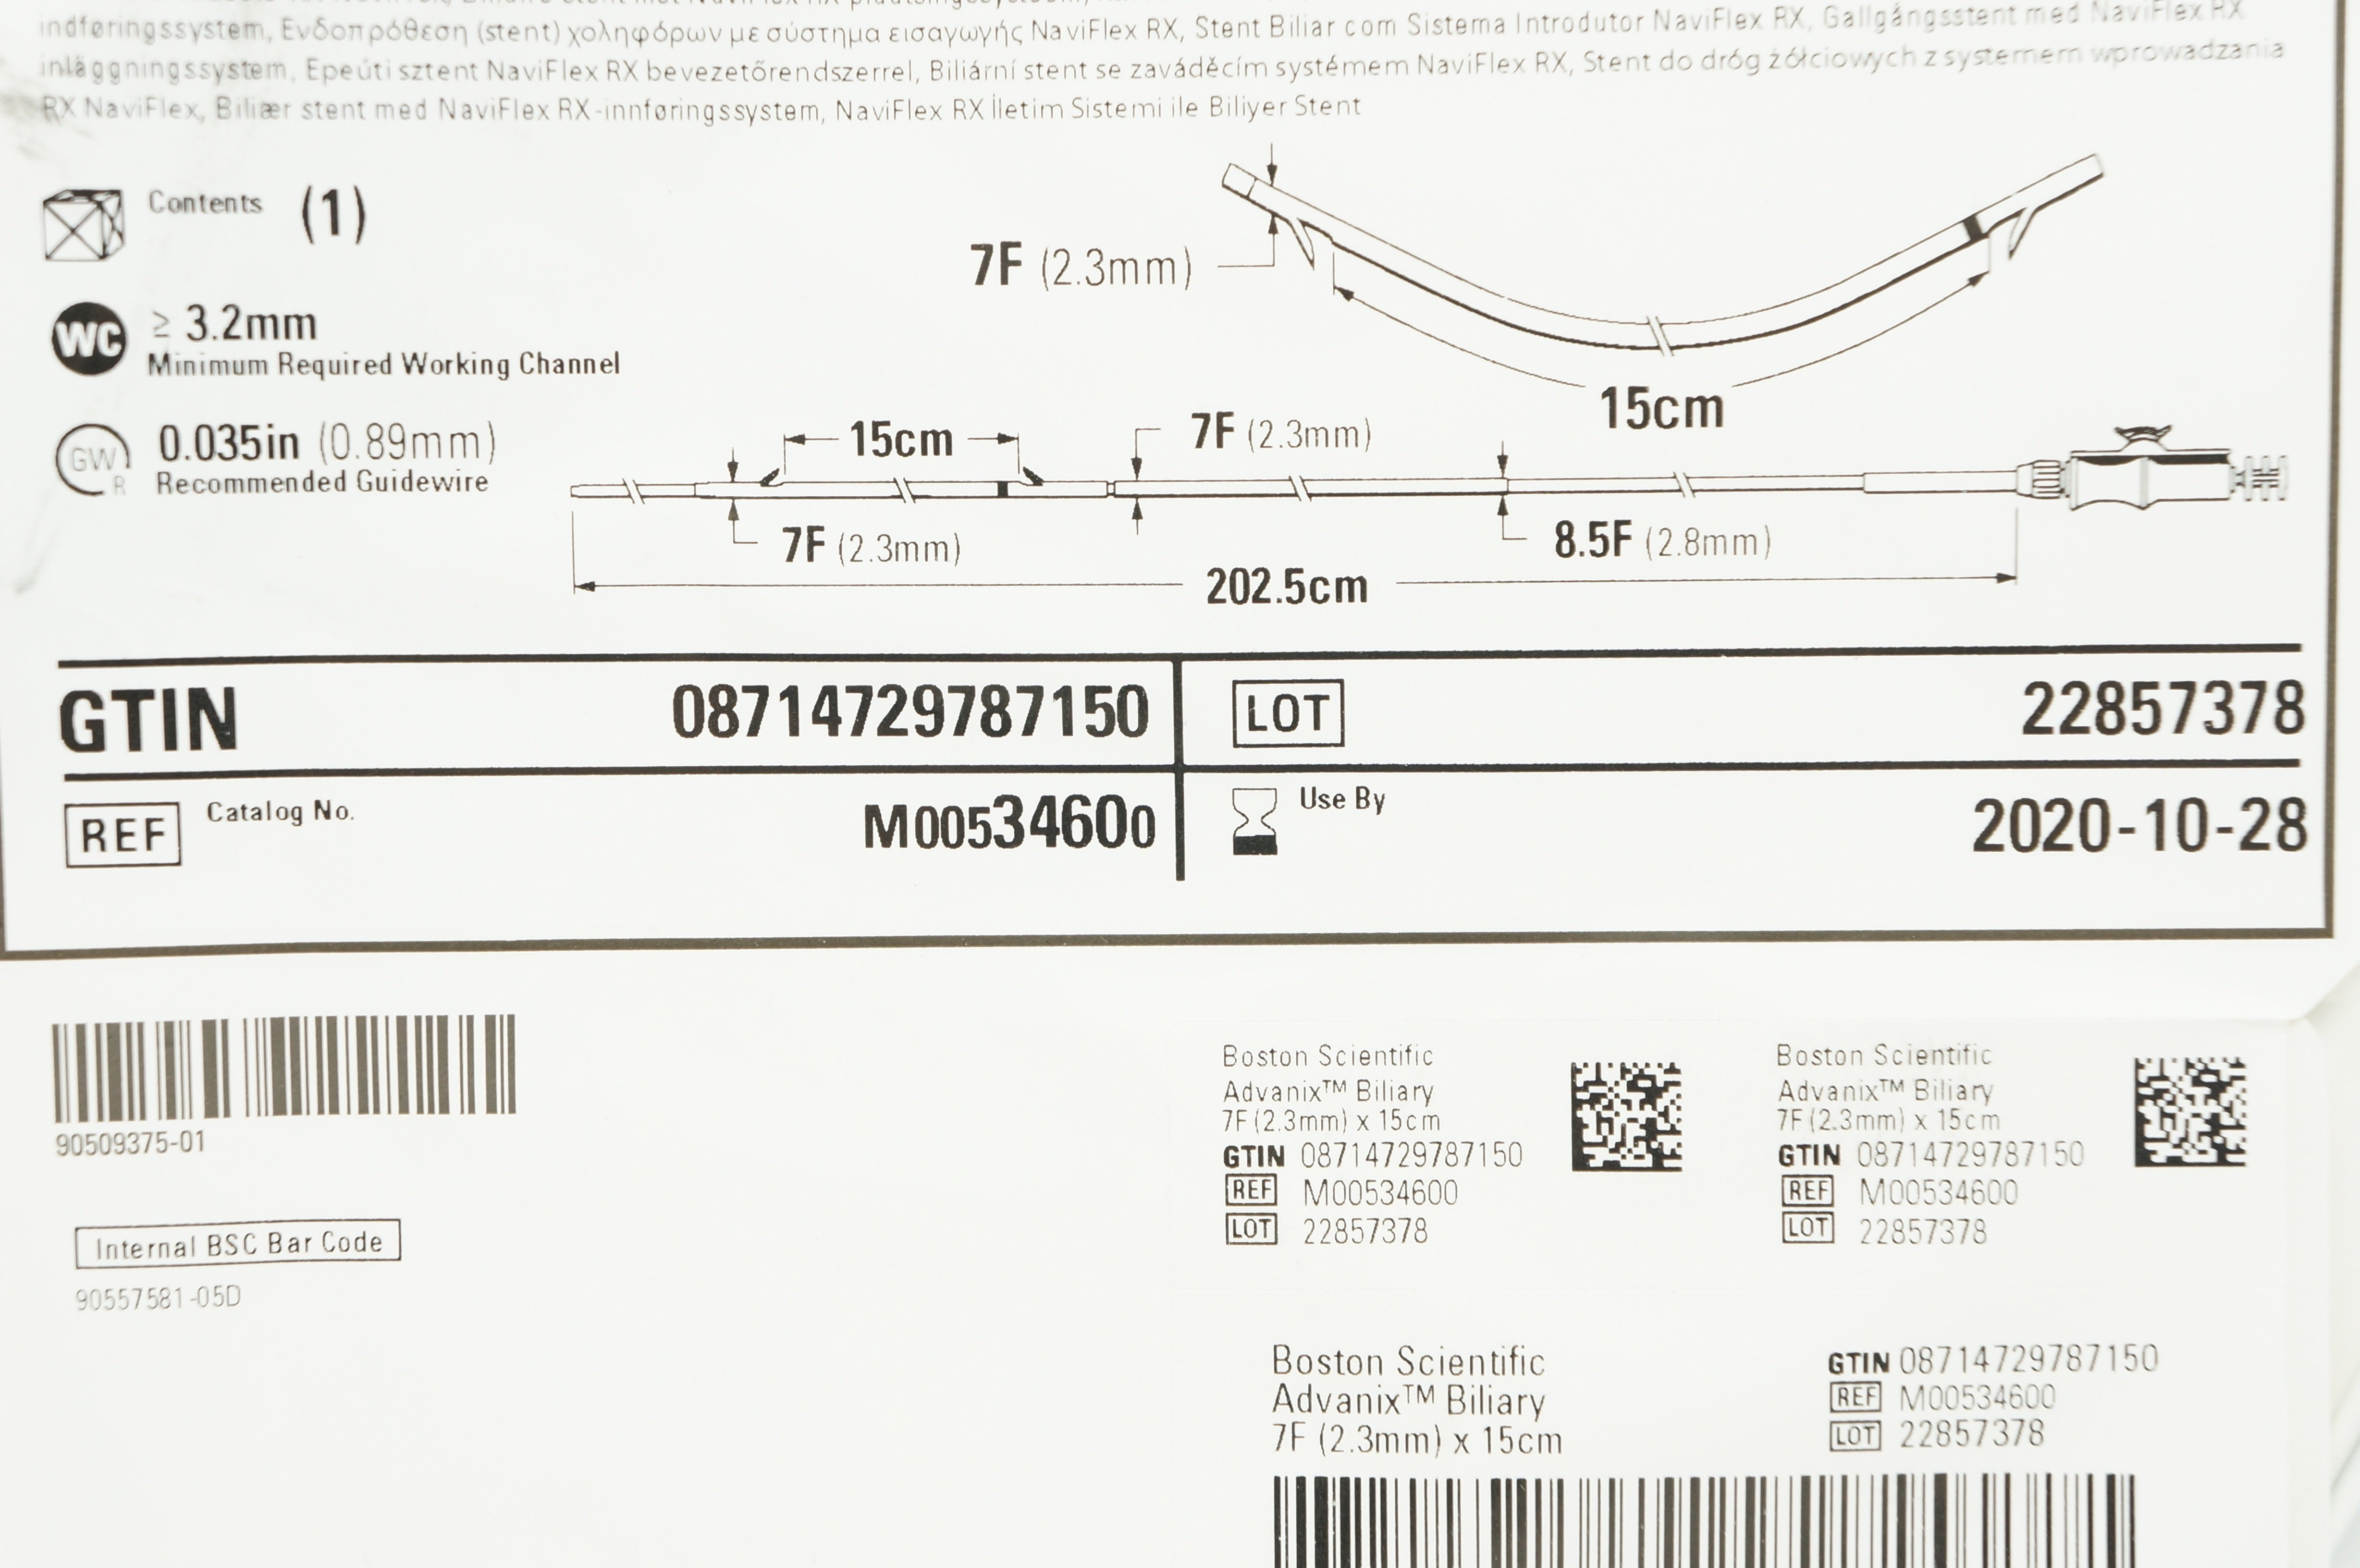 indføringssystem, Ενδοπρόθεση (stent) χοληφόρων με σύστημα εισαγωγής NaviFlex RX, Stent Biliar com Sistema Introdutor NaviFlex RX, Gallgångsstent med NaviFlex RX
inläggningssystem, Epeúti sztent NaviFlex RX bevezetőrendszerrel, Biliární stent se zaváděcím systémem NaviFlex RX, Stent do dróg żółciowych z systemem wprowadzania
RX NaviFlex, Biliær stent med NaviFlex RX-innføringssystem, NaviFlex RX İletim Sistemi ile Biliyer Stent
Contents (1)
7F (2.3mm)
15cm
WC ≥ 3.2mm
Minimum Required Working Channel
GW R 0.035in (0.89mm)
Recommended Guidewire
15cm
7F (2.3mm)
7F (2.3mm)
8.5F (2.8mm)
202.5cm
GTIN 08714729787150
LOT 22857378
REF Catalog No. M00534600
Use By 2020-10-28
90509375-01
Internal BSC Bar Code
90557581-05D
Boston Scientific
Advanix™ Biliary
7F (2.3mm) x 15cm
GTIN 08714729787150
REF M00534600
LOT 22857378
Boston Scientific
Advanix™ Biliary
7F (2.3mm) x 15cm
GTIN 08714729787150
REF M00534600
LOT 22857378
Boston Scientific
Advanix™ Biliary
7F (2.3mm) x 15cm
GTIN 08714729787150
REF M00534600
LOT 22857378